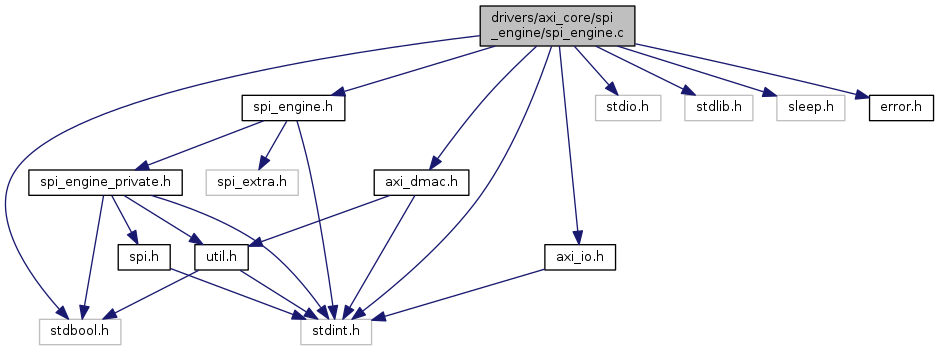 drivers/axi_core/spi
_engine/spi_engine.c
spi_engine.h
stdio.h
stdlib.h
sleep.h
error.h
spi_engine_private.h
spi_extra.h
axi_dmac.h
spi.h
util.h
axi_io.h
stdbool.h
stdint.h